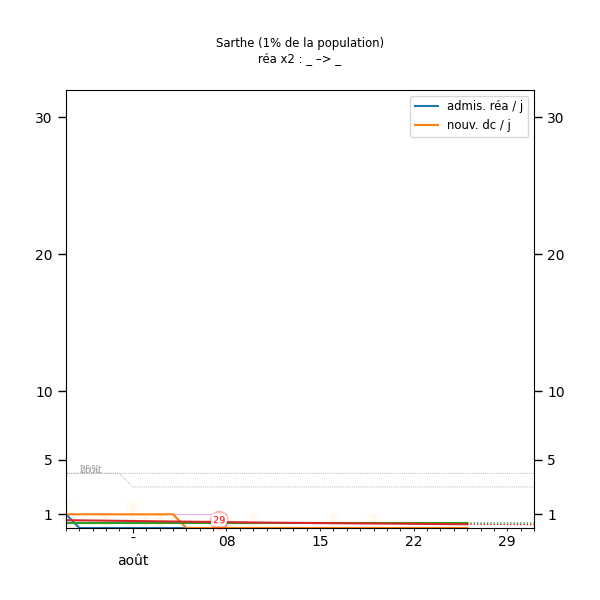 Sarthe (1% de la population)
réa x2 : _ –> _
admis. réa / j
nouv. dc / j
30 30
20 20
10 10
5 5
1 1
29
- 08 15 22 29
août